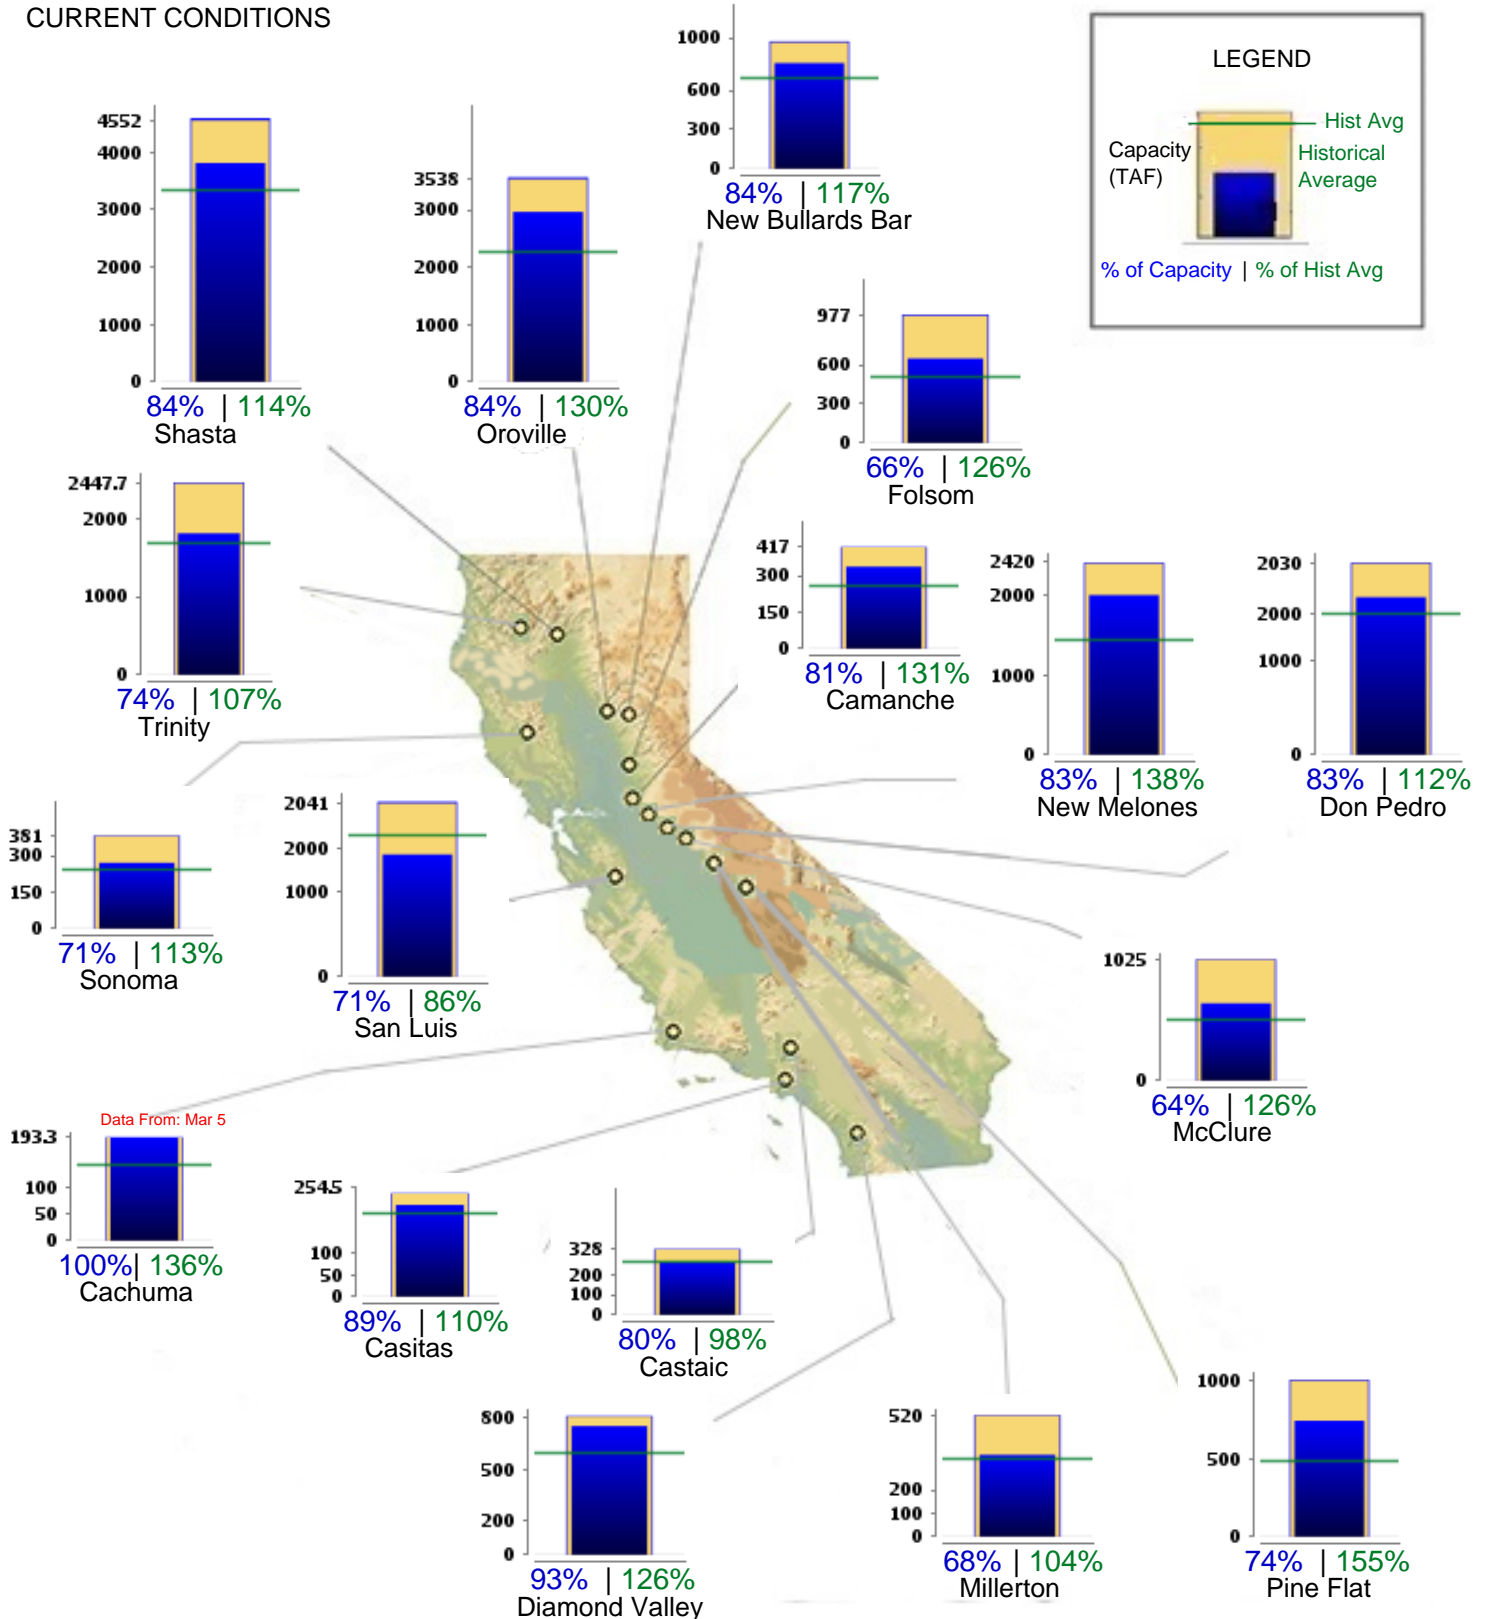 CURRENT CONDITIONS
1000
600
300
0
84% | 117%
New Bullards Bar
LEGEND
Hist Avg
Capacity
(TAF)
Historical
Average
% of Capacity | % of Hist Avg
4552
4000
3000
2000
1000
0
84% | 114%
Shasta
3538
3000
2000
1000
0
84% | 130%
Oroville
977
600
300
0
66% | 126%
Folsom
2447.7
2000
1000
0
74% | 107%
Trinity
417
300
150
0
81% | 131%
Camanche
2420
2000
1000
0
83% | 138%
New Melones
2030
2000
1000
0
83% | 112%
Don Pedro
381
300
150
0
71% | 113%
Sonoma
2041
2000
1000
0
71% | 86%
San Luis
1025
0
64% | 126%
McClure
Data From: Mar 5
193.3
100
50
0
100% | 136%
Cachuma
254.5
100
50
0
89% | 110%
Casitas
328
200
100
0
80% | 98%
Castaic
800
500
200
0
93% | 126%
Diamond Valley
520
200
100
0
68% | 104%
Millerton
1000
500
0
74% | 155%
Pine Flat